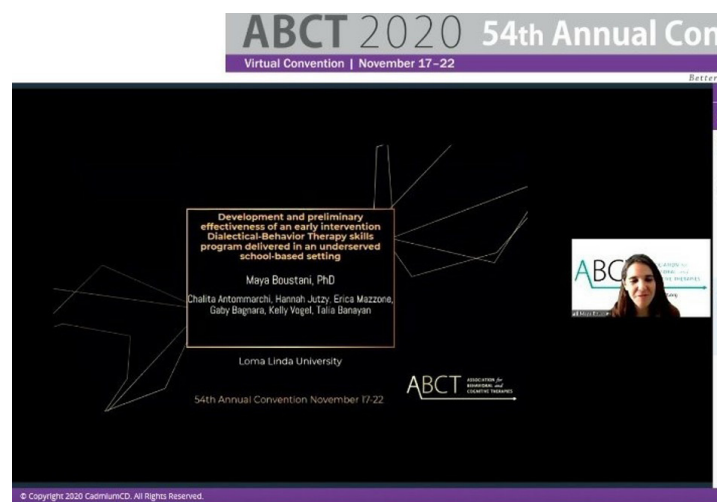 ABCT 2020 54th Annual Con
Virtual Convention | November 17–22
Better
Development and preliminary
effectiveness of an early intervention
Dialectical-Behavior Therapy skills
program delivered in an underserved
school-based setting
Maya Boustani, PhD
Chalita Antommarchi, Hannah Jutzy, Erica Mazzone,
Gaby Bagnara, Kelly Vogel, Talia Banayan
Loma Linda University
54th Annual Convention November 17-22
ABCT ASSOCIATION for
BEHAVIORAL and
COGNITIVE THERAPIES
ABC
THERAPIES
© Copyright 2020 CadmiumCD. All Rights Reserved.